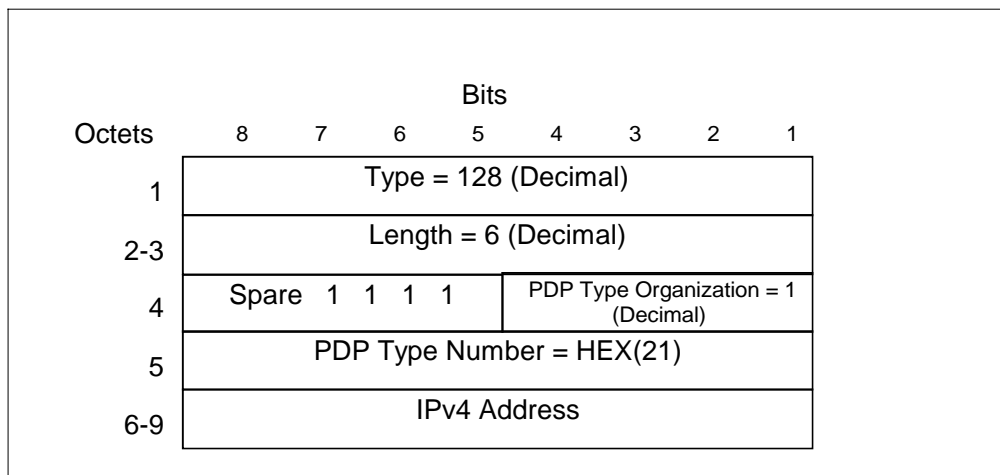 Bits
Octets 8 7 6 5 4 3 2 1
1 Type = 128 (Decimal)
2-3 Length = 6 (Decimal)
4 Spare 1 1 1 1 PDP Type Organization = 1
(Decimal)
5 PDP Type Number = HEX(21)
6-9 IPv4 Address